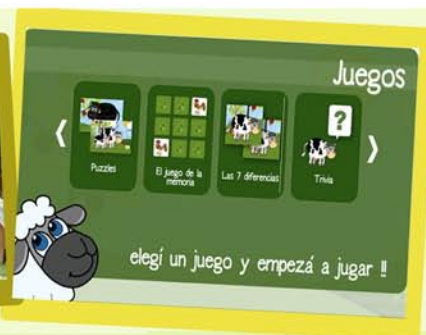 Juegos
?
Puzzles
El juego de la
memoria
Las 7 diferencias
Trivia
elegí un juego y empezá a jugar !!